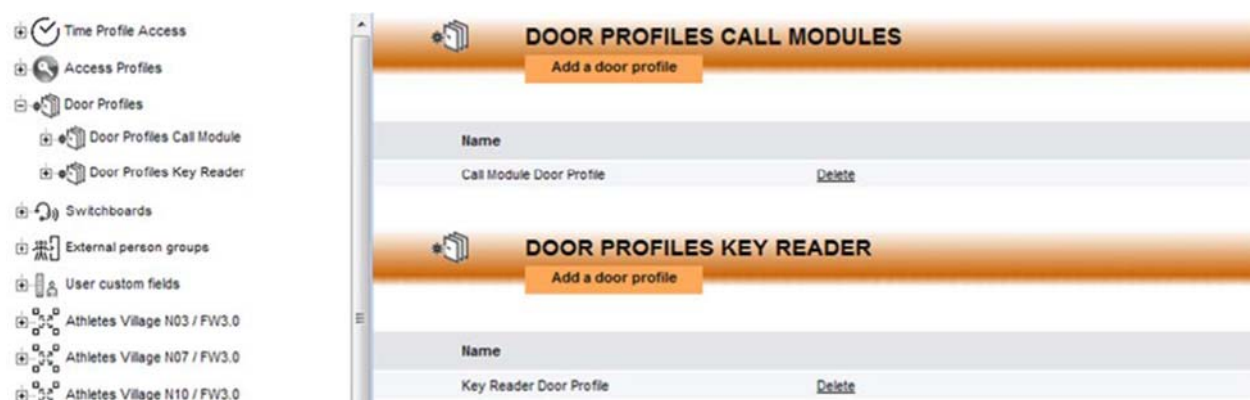 Time Profile Access
Access Profiles
Door Profiles
Door Profiles Call Module
Door Profiles Key Reader
Switchboards
External person groups
User custom fields
Athletes Village N03 / FW3.0
Athletes Village N07 / FW3.0
Athletes Village N10 / FW3.0
DOOR PROFILES CALL MODULES
Add a door profile
Name
Call Module Door Profile Delete
DOOR PROFILES KEY READER
Add a door profile
Name
Key Reader Door Profile Delete